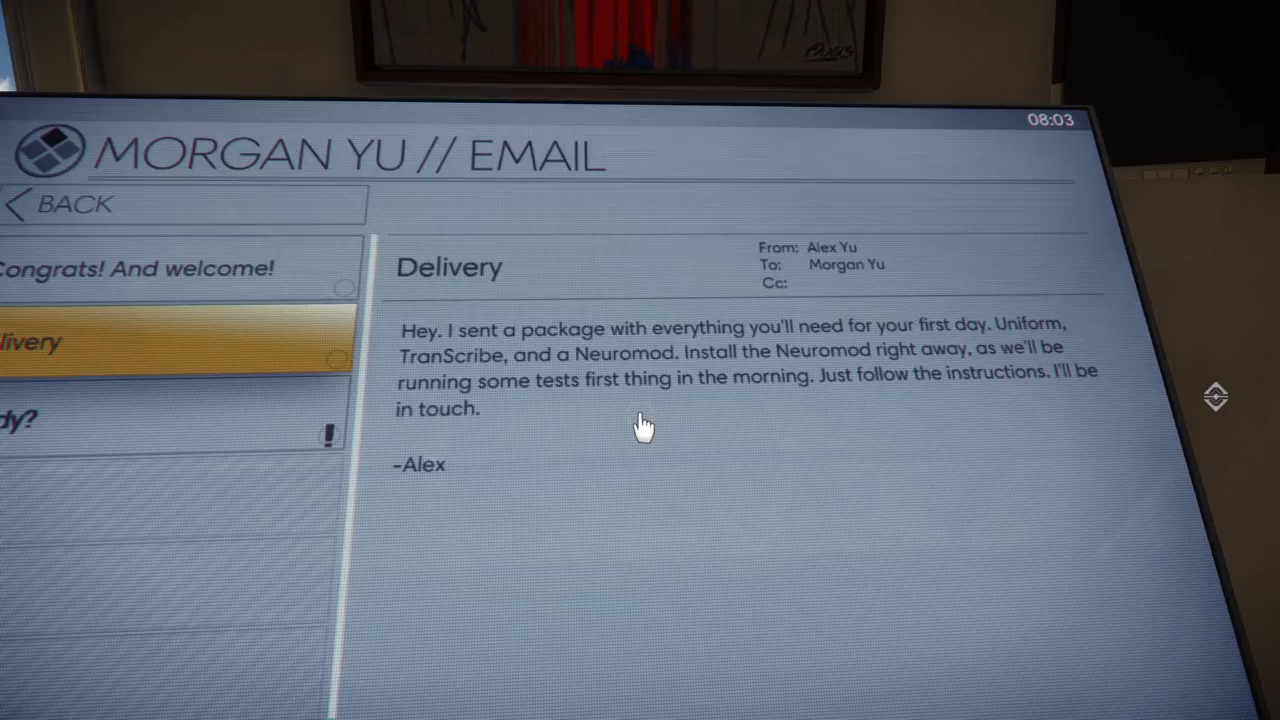 08:03
MORGAN YU // EMAIL
BACK
Congrats! And welcome!
livery
dy?
!
Delivery
From: Alex Yu
To: Morgan Yu
Cc:
Hey. I sent a package with everything you'll need for your first day. Uniform,
TranScribe, and a Neuromod. Install the Neuromod right away, as we'll be
running some tests first thing in the morning. Just follow the instructions. I'll be
in touch.
-Alex